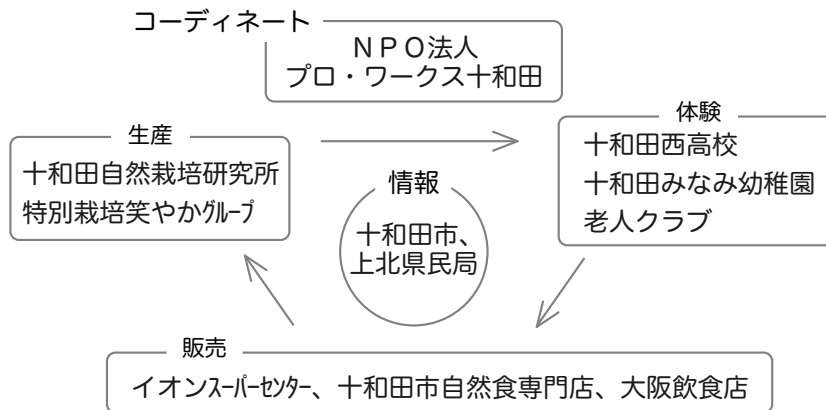 コーディネート
ＮＰＯ法人
プロ・ワークス十和田
生産
十和田自然栽培研究所
特別栽培笑やかｸﾞﾙｰﾌﾟ
体験
十和田西高校
十和田みなみ幼稚園
老人クラブ
情報
十和田市、
上北県民局
販売
イオンｽｰﾊﾟｰｾﾝﾀｰ、十和田市自然食専門店、大阪飲食店